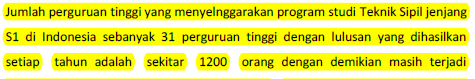 Jumlah perguruan tinggi yang menyelnggarakan program studi Teknik Sipil jenjang
S1 di Indonesia sebanyak 31 perguruan tinggi dengan lulusan yang dihasilkan
setiap tahun adalah sekitar 1200 orang dengan demikian masih terjadi